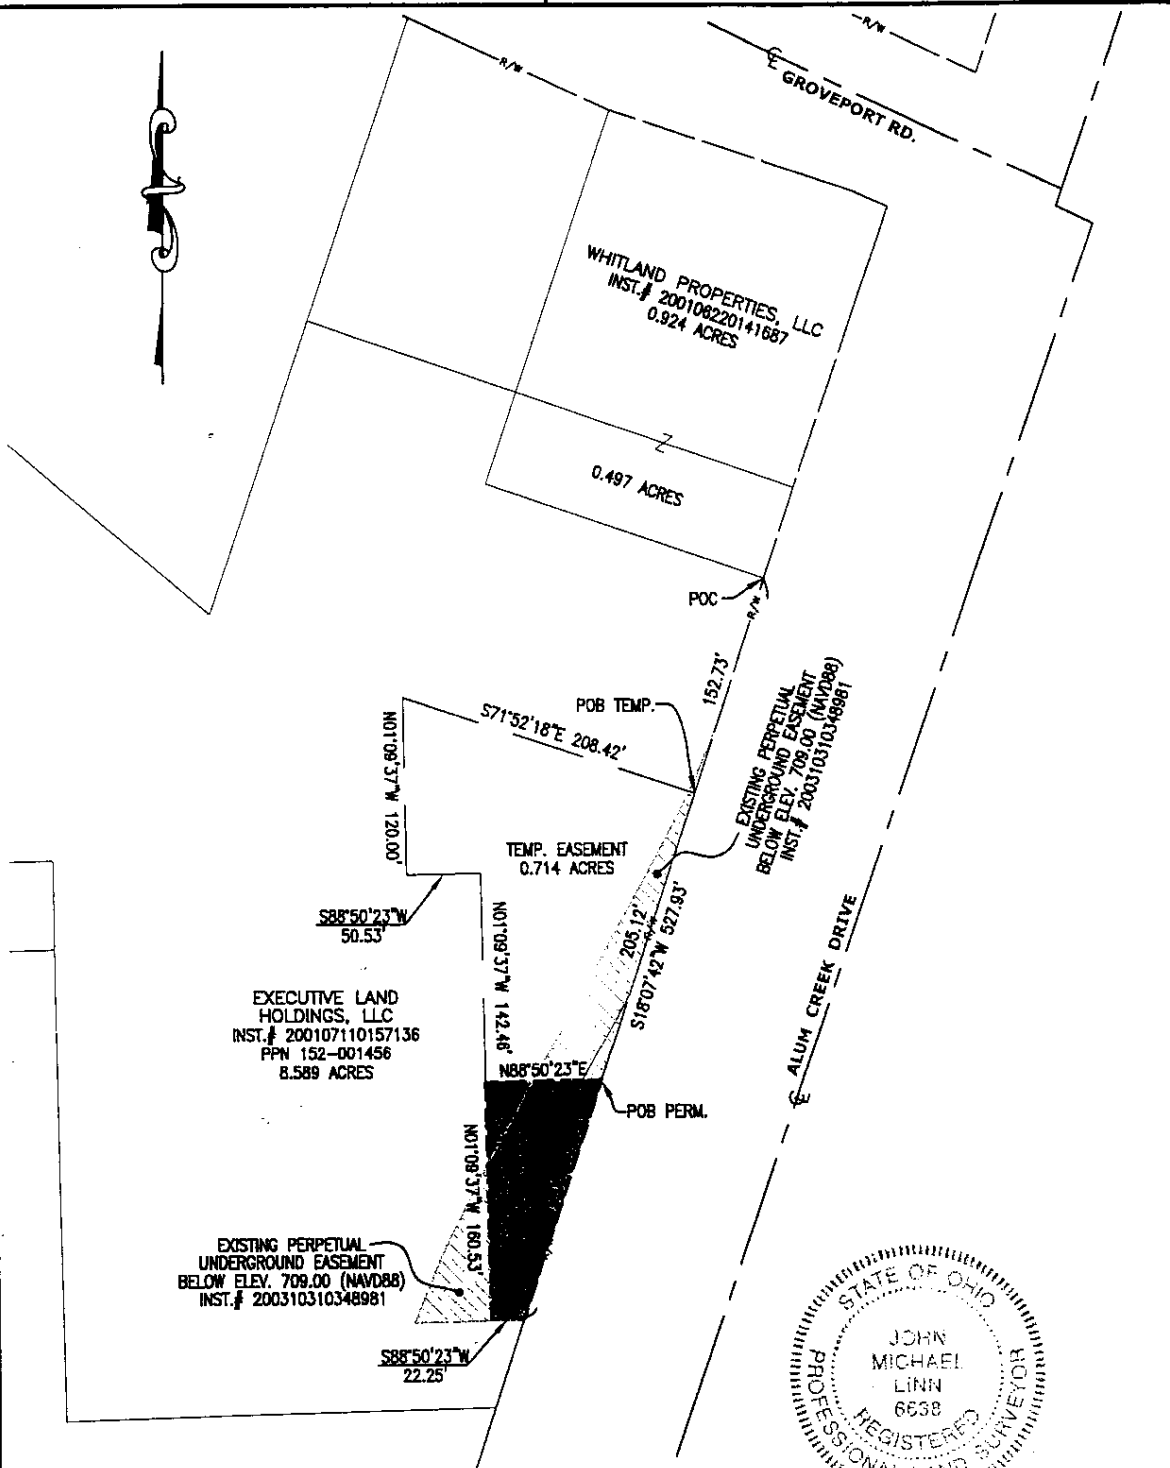 R/W
R/W
℄ GROVEPORT RD.
WHITLAND PROPERTIES, LLC
INST.# 200106220141687
0.924 ACRES
Z
0.497 ACRES
POC
R/W
152.73'
POB TEMP.
S71°52'18"E 208.42'
EXISTING PERPETUAL
UNDERGROUND EASEMENT
BELOW ELEV. 709.00 (NAVD88)
INST.# 200310310348981
N01°09'37"W 120.00'
TEMP. EASEMENT
0.714 ACRES
S88°50'23"W
50.53'
N01°09'37"W 142.46'
205.12'
R/W
S18°07'42"W 527.93'
℄ ALUM CREEK DRIVE
EXECUTIVE LAND
HOLDINGS, LLC
INST.# 200107110157136
PPN 152-001456
8.589 ACRES
N88°50'23"E
POB PERM.
N01°09'37"W 160.53'
EXISTING PERPETUAL
UNDERGROUND EASEMENT
BELOW ELEV. 709.00 (NAVD88)
INST.# 200310310348981
S88°50'23"W
22.25'
STATE OF OHIO
JOHN
MICHAEL
LINN
6638
REGISTERED
PROFESSIONAL LAND SURVEYOR